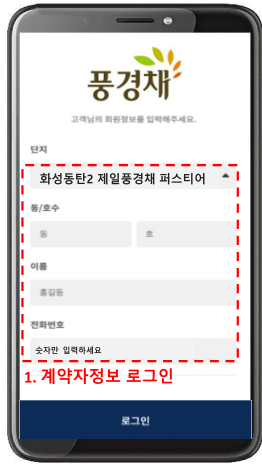 풍경채
고객님의 회원정보를 입력해주세요.
단지
화성동탄2 제일풍경채 퍼스티어
동/호수
동 호
이름
홍길동
전화번호
숫자만 입력하세요
1. 계약자정보 로그인
로그인